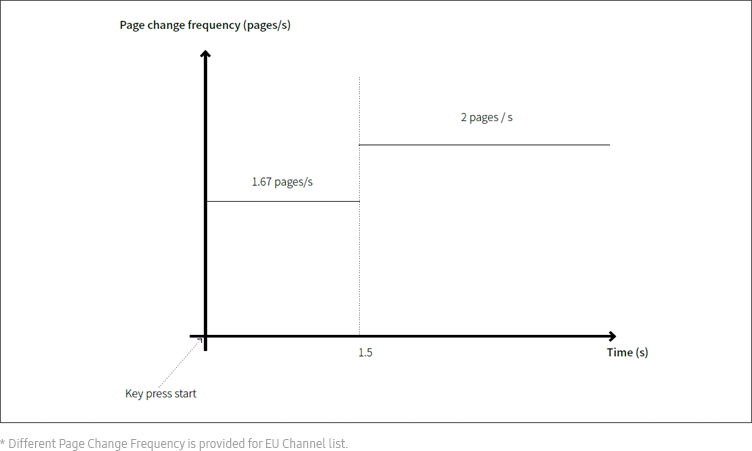 Page change frequency (pages/s)
2 pages / s
1.67 pages/s
1.5
Time (s)
Key press start
* Different Page Change Frequency is provided for EU Channel list.